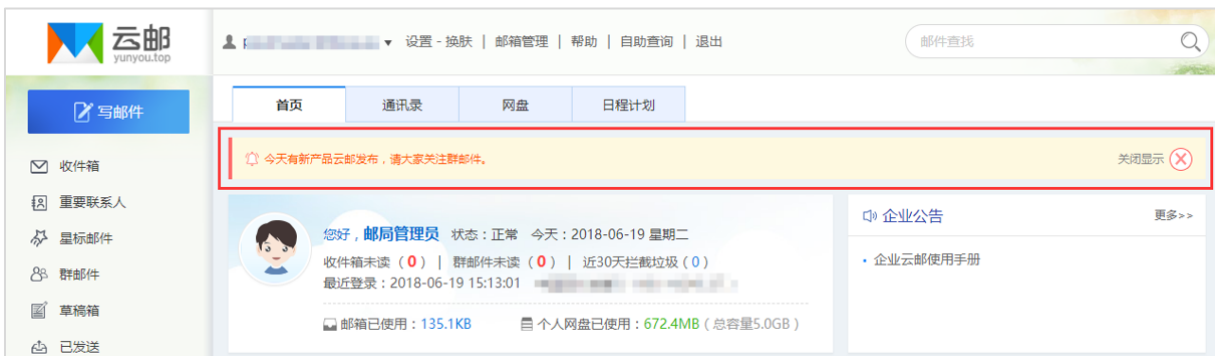 云邮
yunyou.top
设置 - 换肤 | 邮箱管理 | 帮助 | 自助查询 | 退出
邮件查找
写邮件
首页
通讯录
网盘
日程计划
今天有新产品云邮发布，请大家关注群邮件。
关闭显示
收件箱
重要联系人
星标邮件
群邮件
草稿箱
已发送
您好，邮局管理员 状态：正常 今天：2018-06-19 星期二
收件箱未读（0）| 群邮件未读（0）| 近30天拦截垃圾（0）
最近登录：2018-06-19 15:13:01
邮箱已使用：135.1KB 个人网盘已使用：672.4MB（总容量5.0GB）
企业公告
更多>>
• 企业云邮使用手册